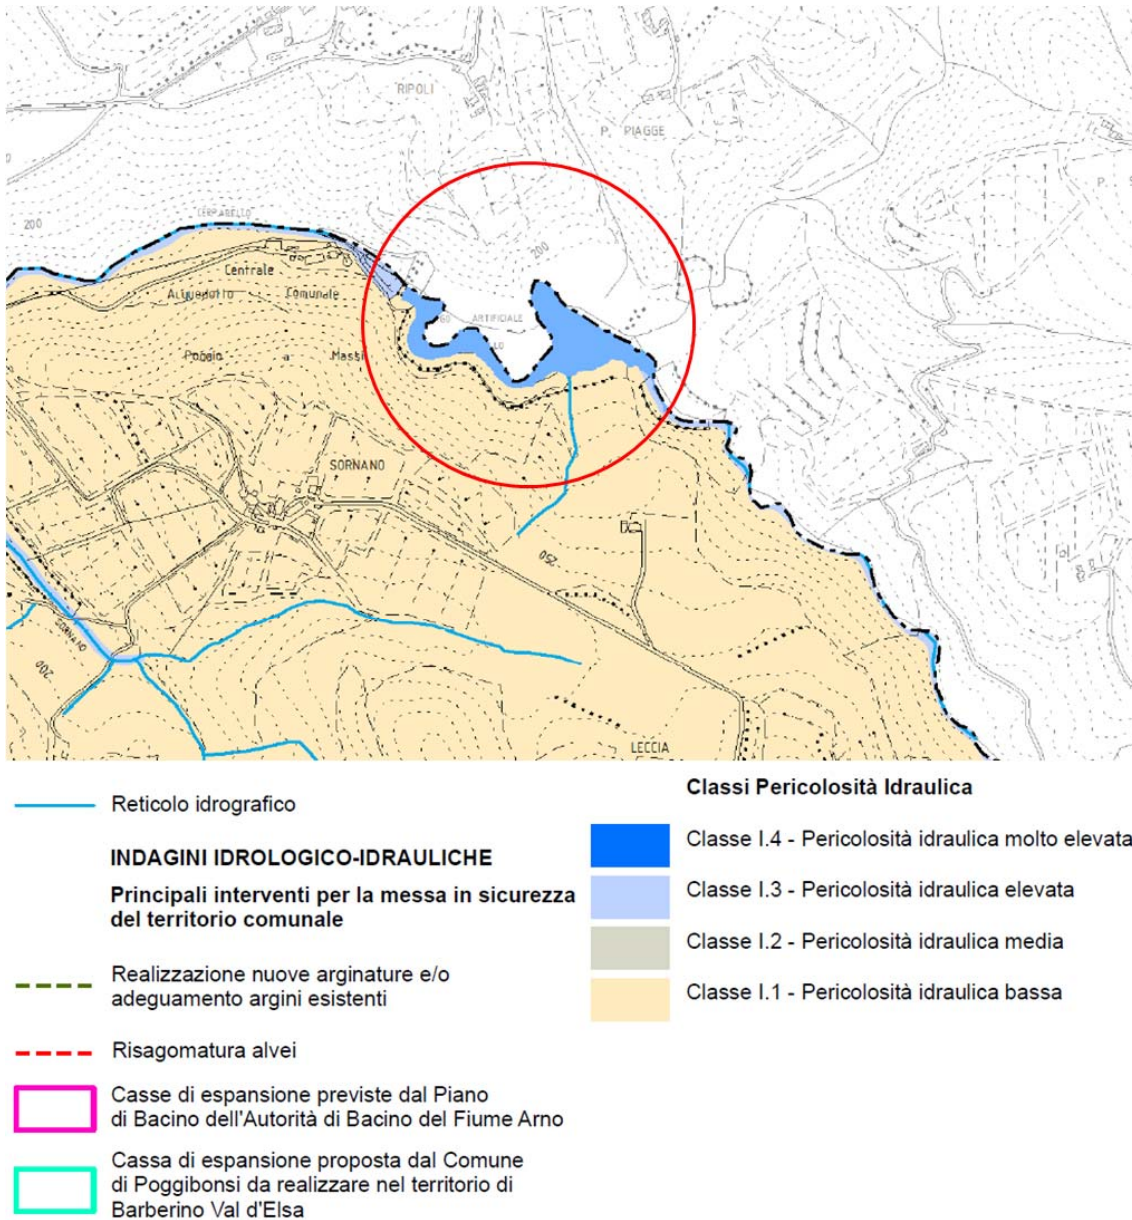 RIPOLI
P. PIAGGE
P.
200
CERPABELLO
200
Centrale
Acquedotto Comunale
ARTIFICIALE
Poggio a Massi
SORNANO
250
SORNANO
200
LECCIA
Reticolo idrografico
INDAGINI IDROLOGICO-IDRAULICHE
Principali interventi per la messa in sicurezza
del territorio comunale
Realizzazione nuove arginature e/o
adeguamento argini esistenti
Risagomatura alvei
Casse di espansione previste dal Piano
di Bacino dell'Autorità di Bacino del Fiume Arno
Cassa di espansione proposta dal Comune
di Poggibonsi da realizzare nel territorio di
Barberino Val d'Elsa
Classi Pericolosità Idraulica
Classe I.4 - Pericolosità idraulica molto elevata
Classe I.3 - Pericolosità idraulica elevata
Classe I.2 - Pericolosità idraulica media
Classe I.1 - Pericolosità idraulica bassa